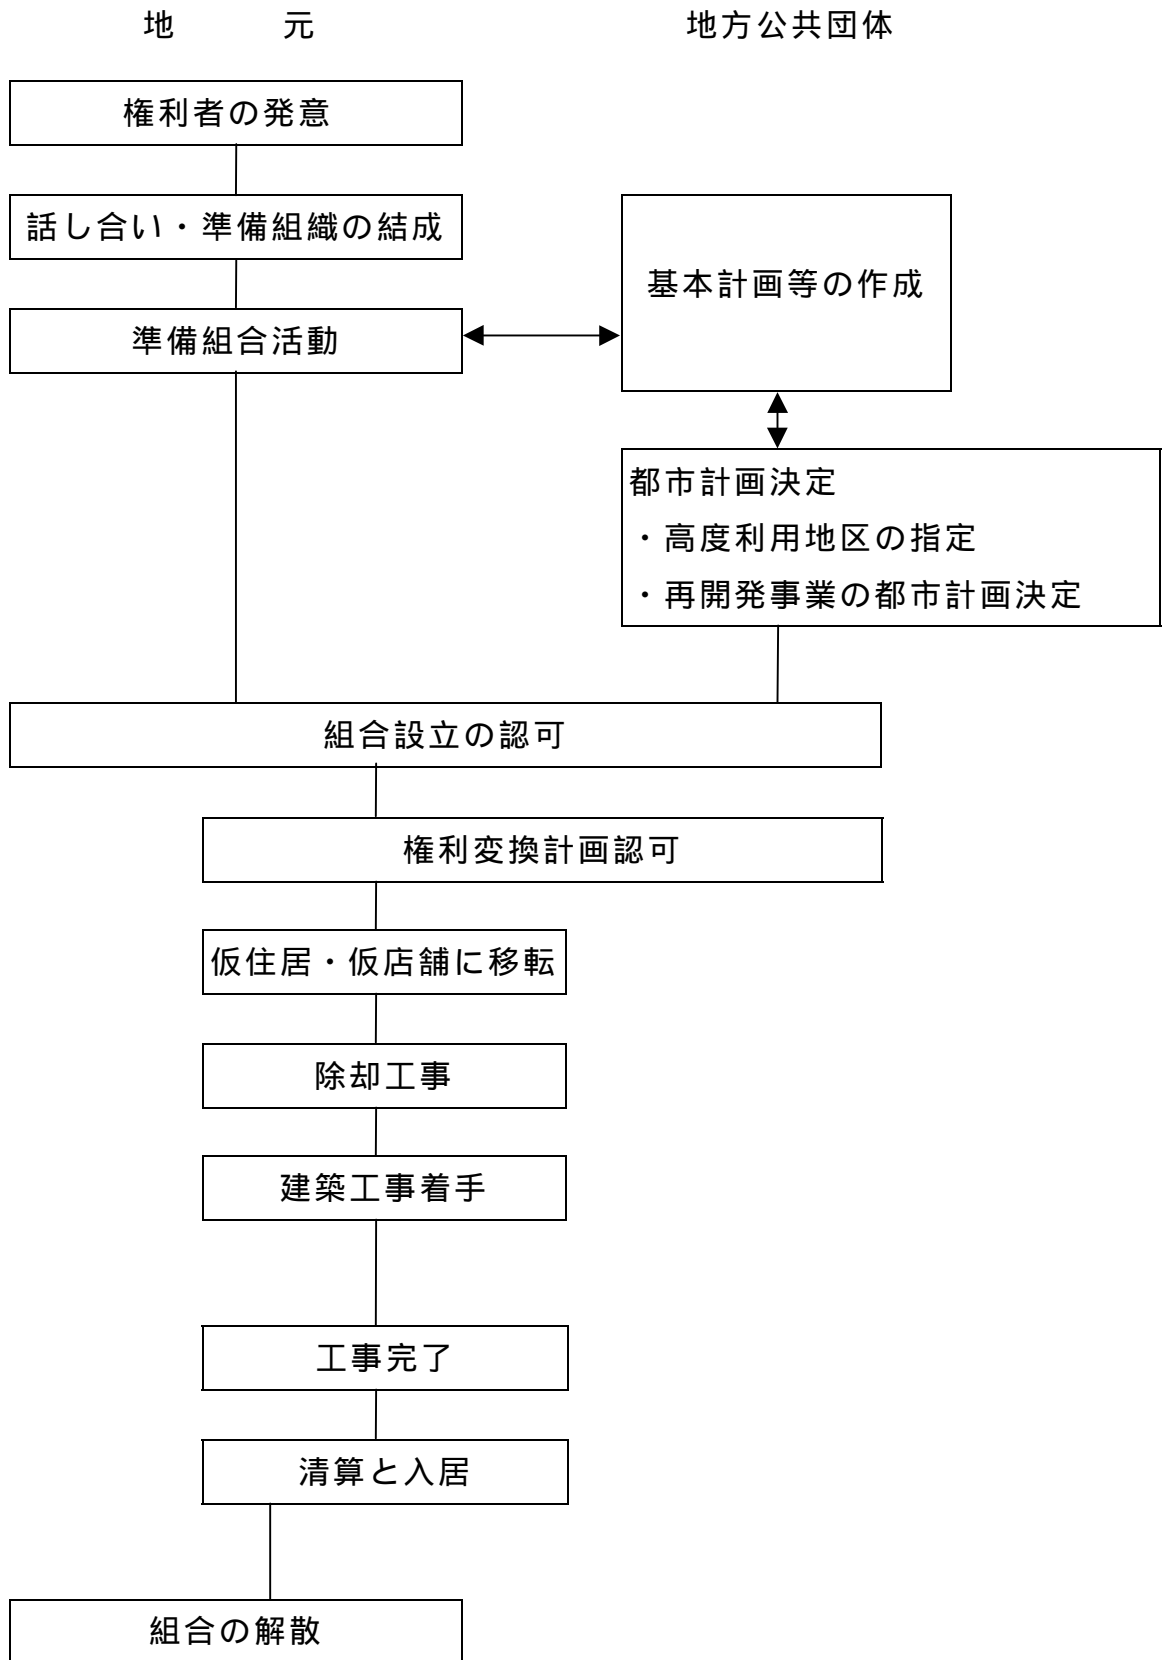 地 元
地方公共団体
権利者の発意
話し合い・準備組織の結成
基本計画等の作成
準備組合活動
都市計画決定
・高度利用地区の指定
・再開発事業の都市計画決定
組合設立の認可
権利変換計画認可
仮住居・仮店舗に移転
除却工事
建築工事着手
工事完了
清算と入居
組合の解散